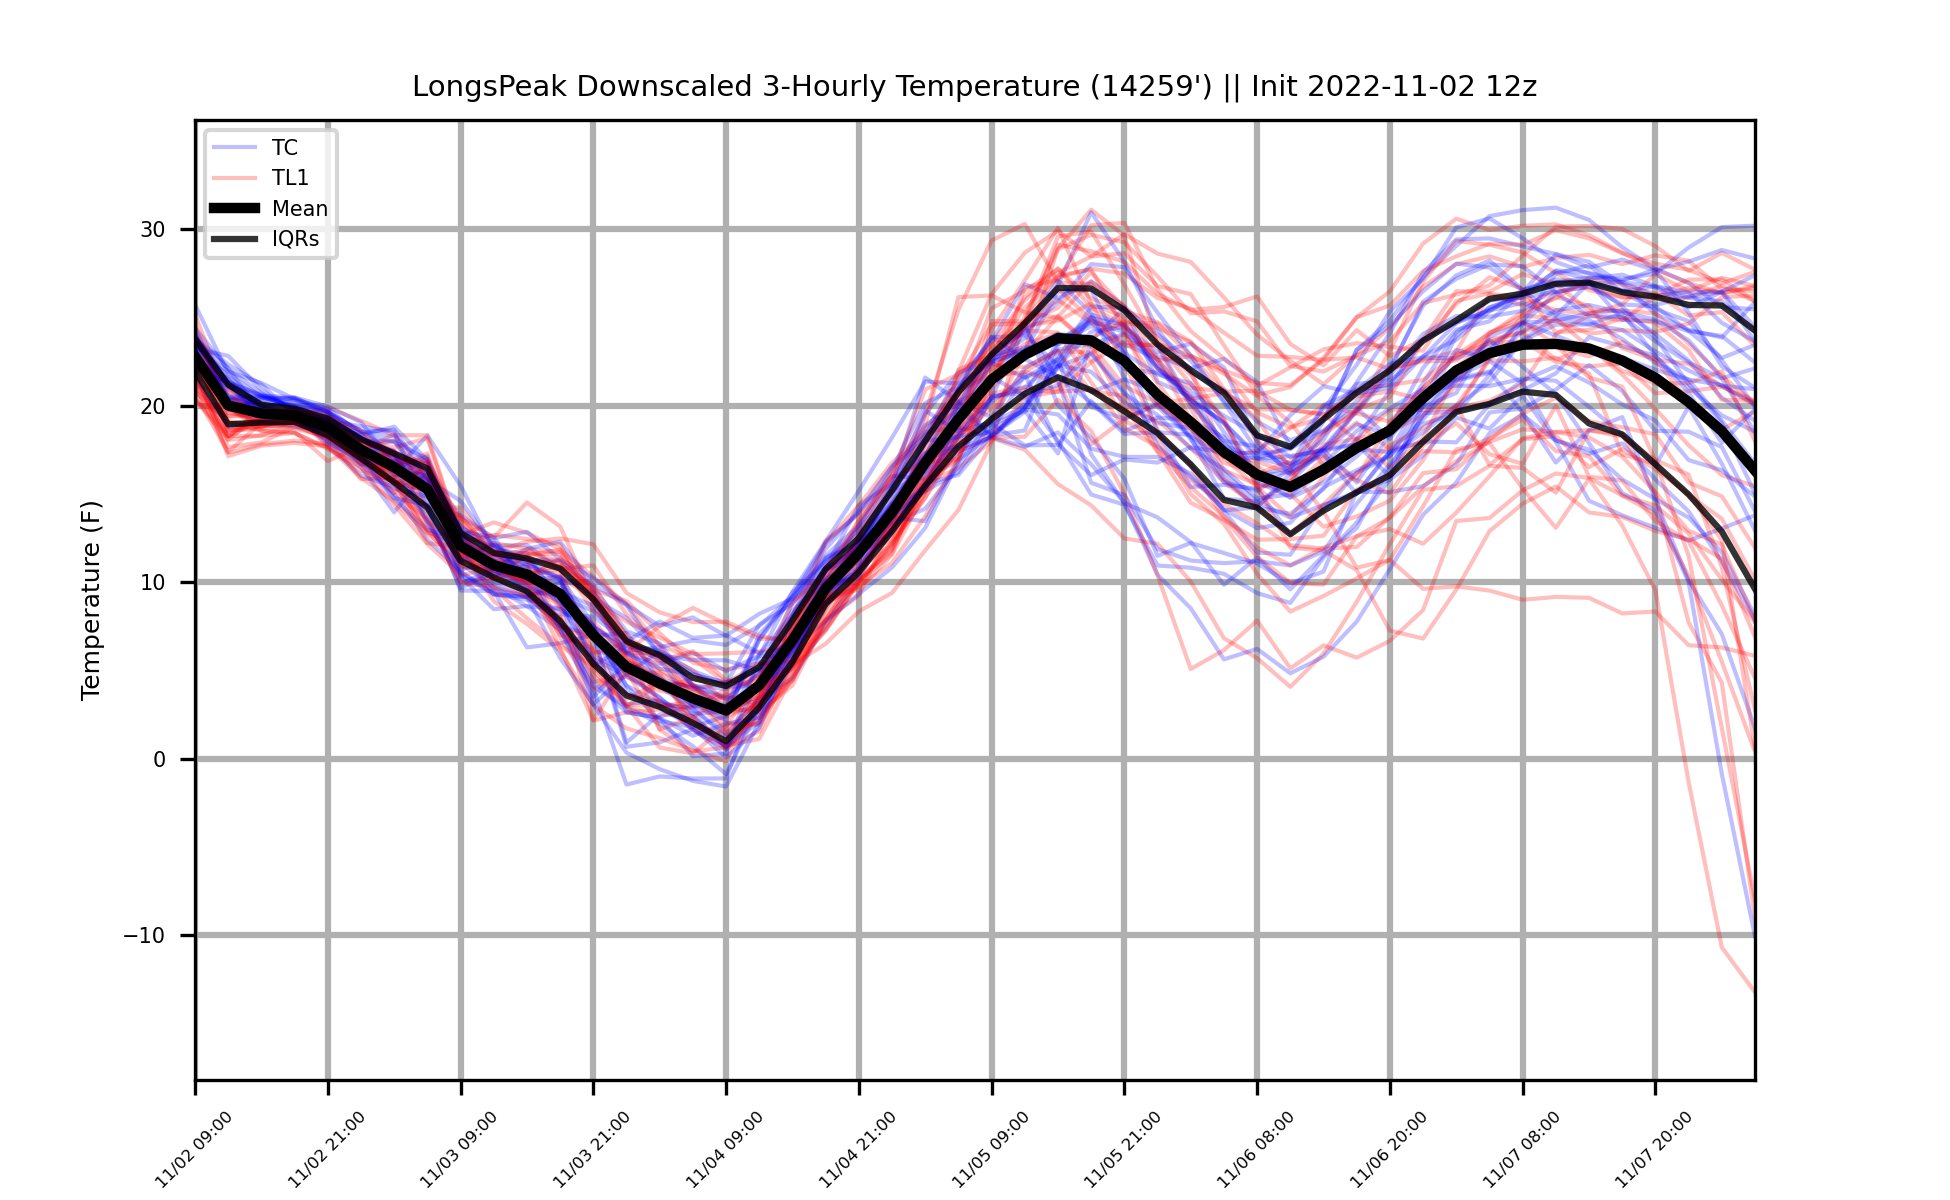 LongsPeak Downscaled 3-Hourly Temperature (14259') || Init 2022-11-02 12z
TC
TL1
Mean
IQRs
Temperature (F)
30
20
10
0
−10
11/02 09:00
11/02 21:00
11/03 09:00
11/03 21:00
11/04 09:00
11/04 21:00
11/05 09:00
11/05 21:00
11/06 08:00
11/06 20:00
11/07 08:00
11/07 20:00